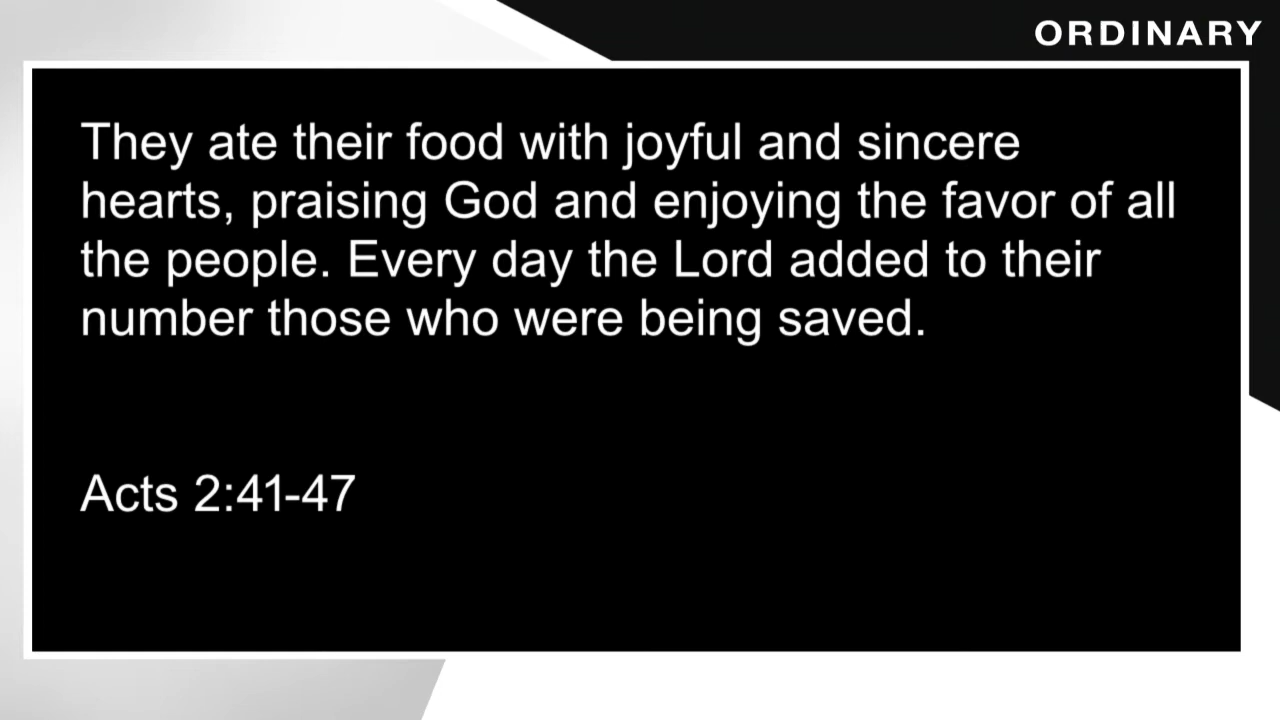 ORDINARY
They ate their food with joyful and sincere
hearts, praising God and enjoying the favor of all
the people. Every day the Lord added to their
number those who were being saved.
Acts 2:41-47